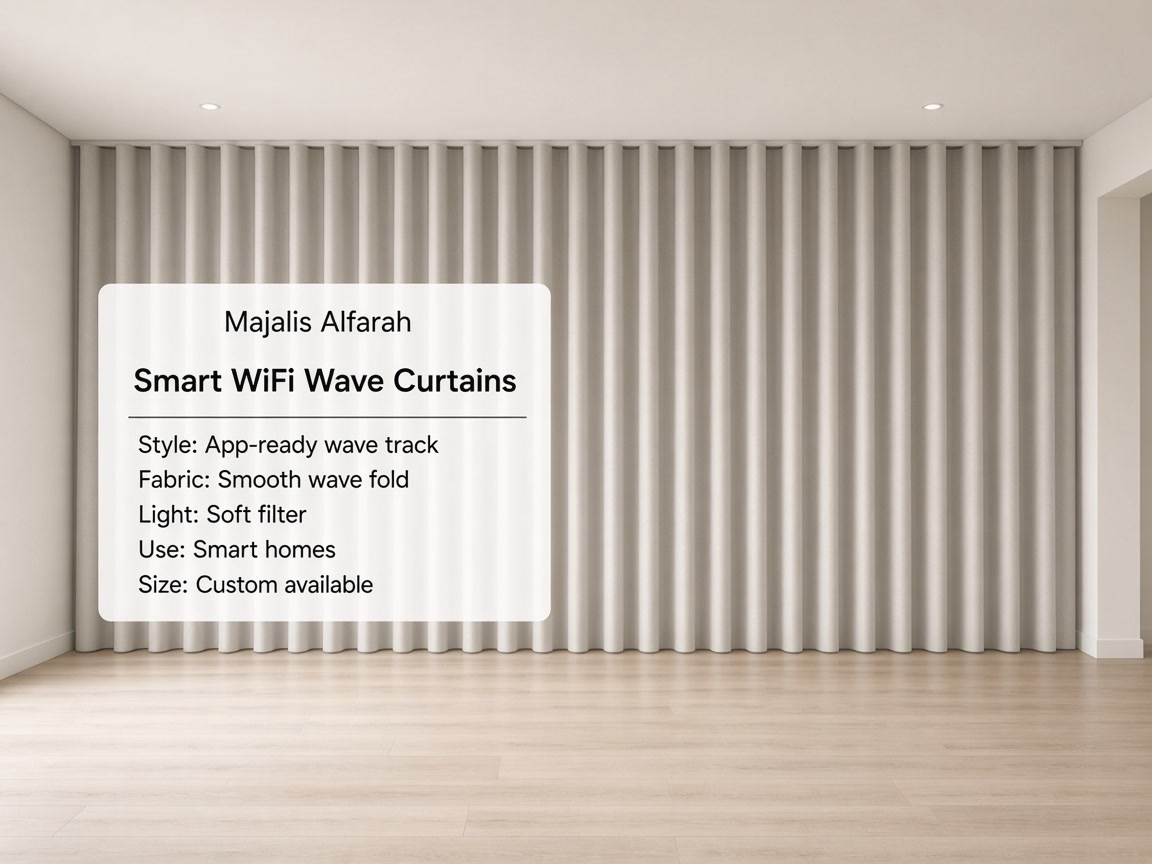 Majalis Alfarah
Smart WiFi Wave Curtains
Style: App-ready wave track
Fabric: Smooth wave fold
Light: Soft filter
Use: Smart homes
Size: Custom available